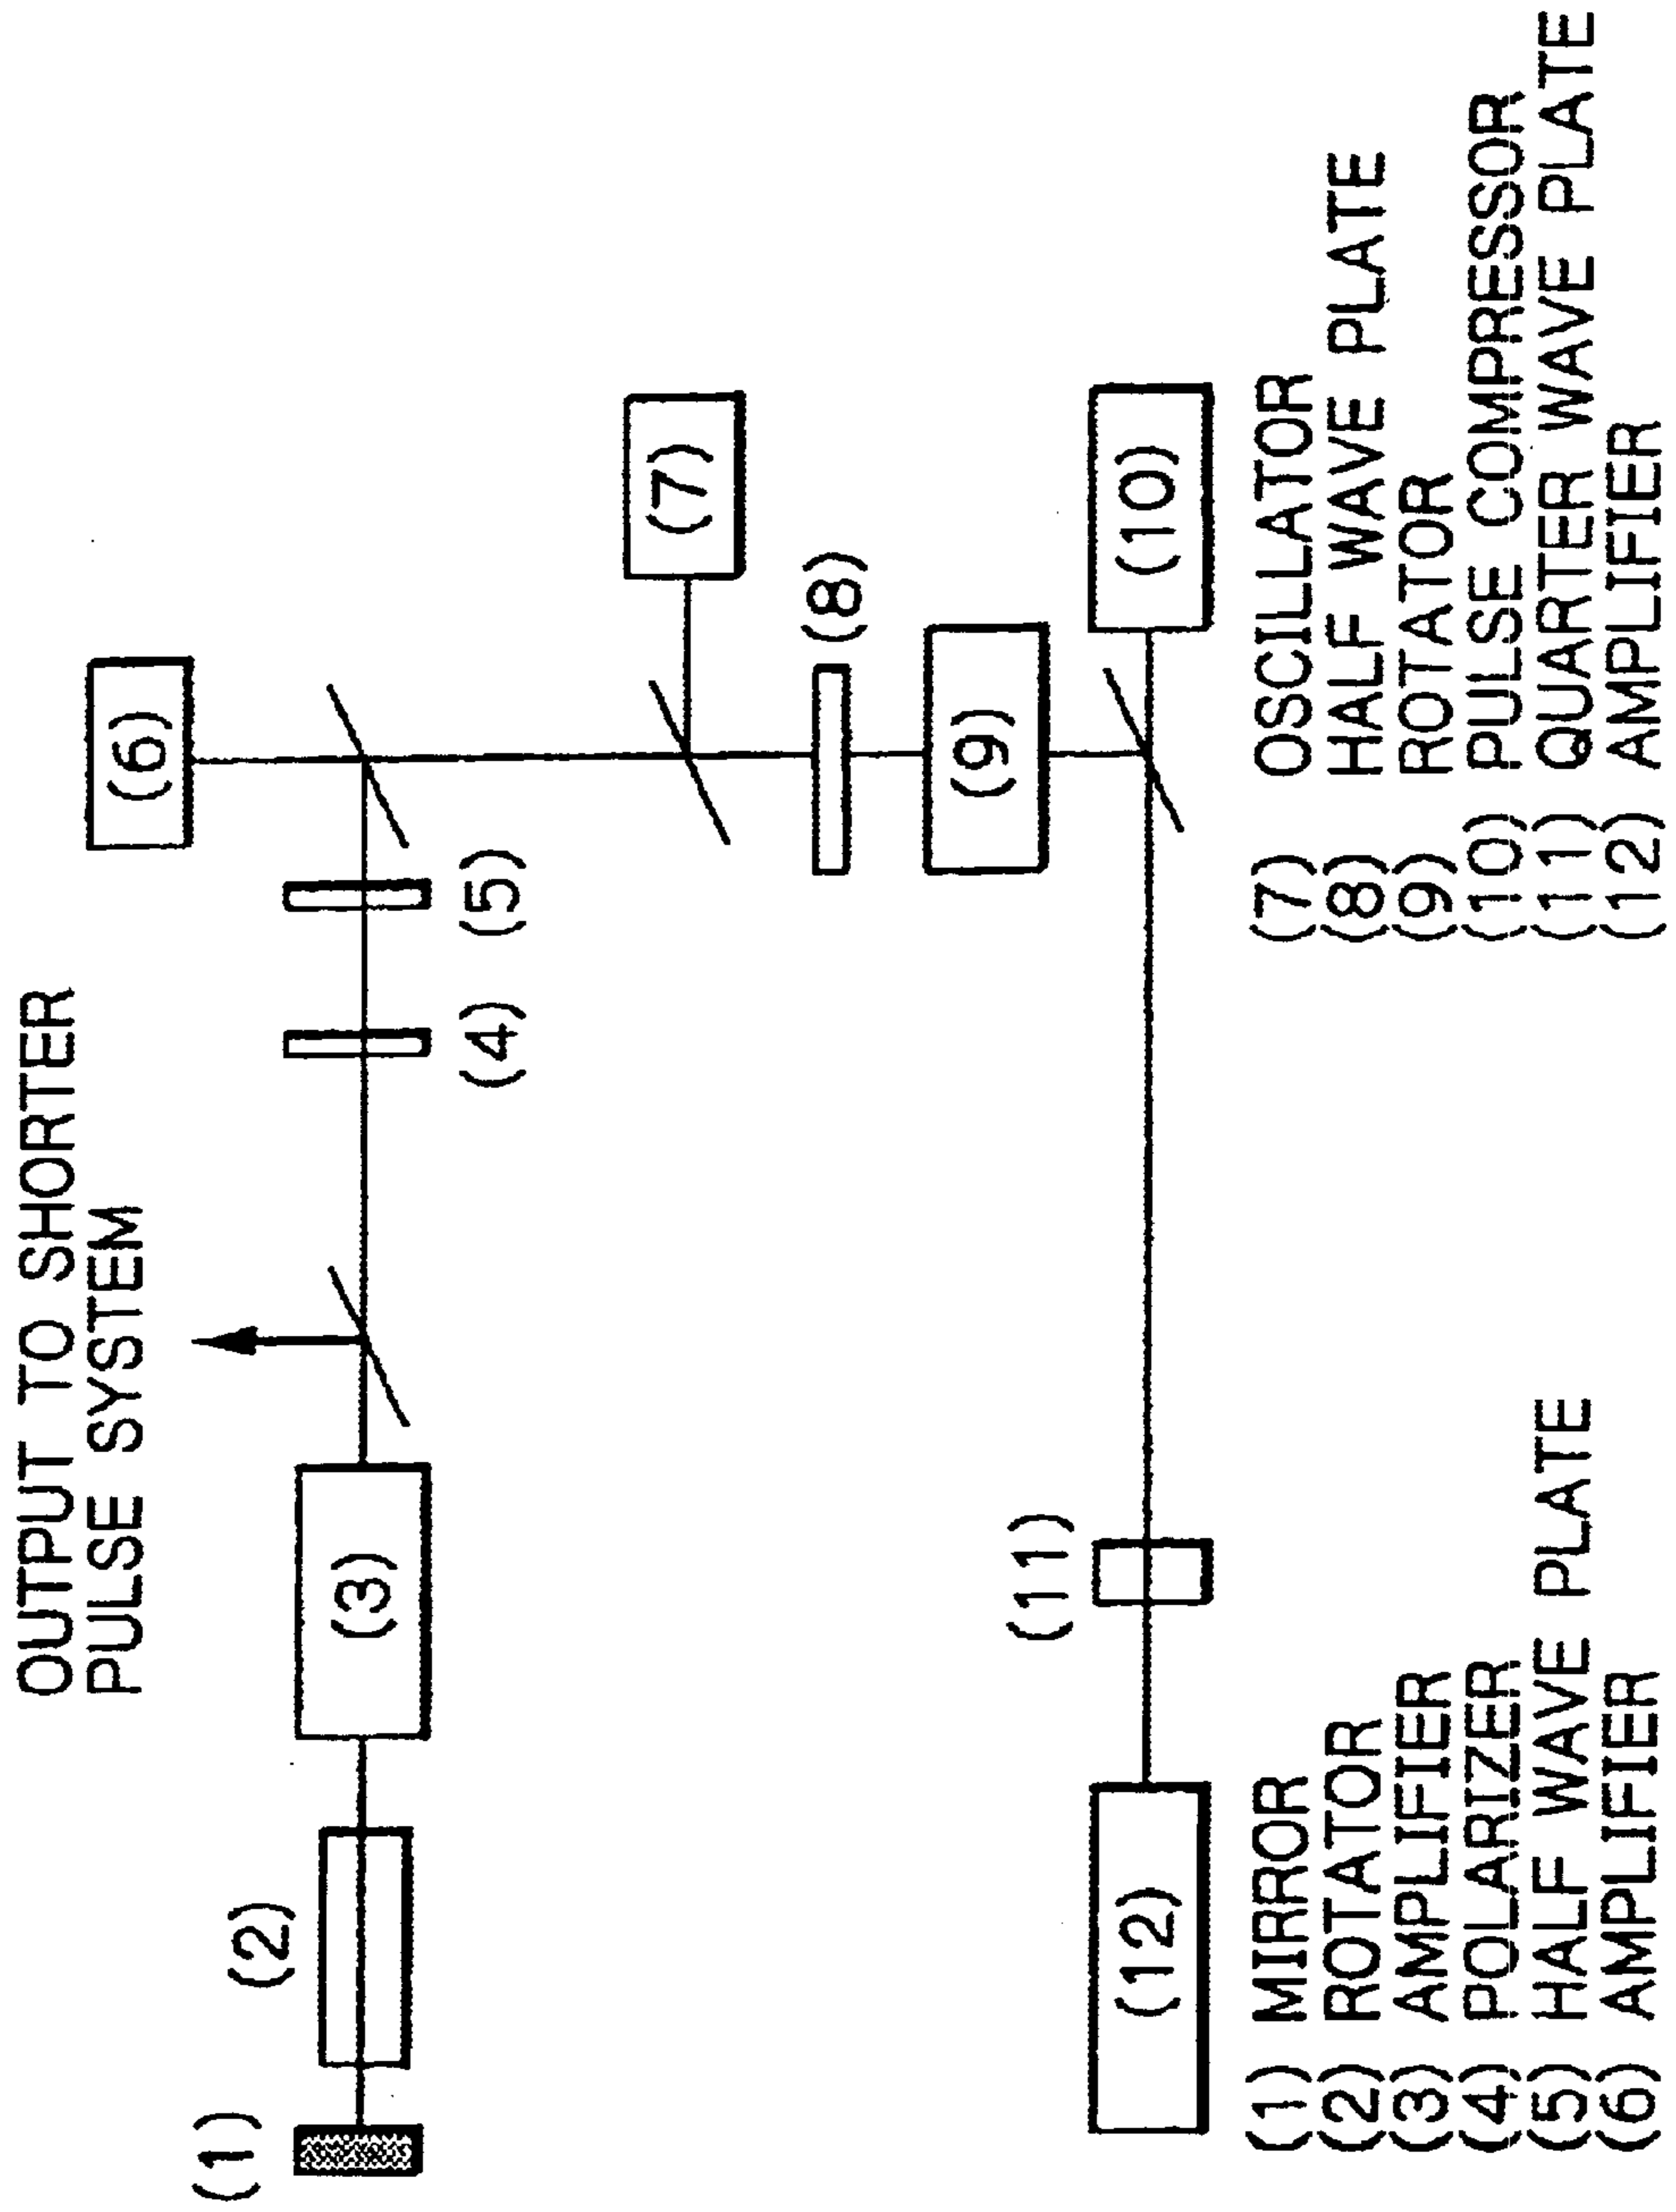 OUTPUT TO SHORTER
PULSE SYSTEM
(1)
(2)
(3)
(4)
(5)
(6)
(7)
(8)
(9)
(10)
(11)
(12)
(1) MIRROR
(2) ROTATOR
(3) AMPLIFIER
(4) POLARIZER
(5) HALF WAVE PLATE
(6) AMPLIFIER
(7) OSCILLATOR
(8) HALF WAVE PLATE
(9) ROTATOR
(10) PULSE COMPRESSOR
(11) QUARTER WAVE PLATE
(12) AMPLIFIER